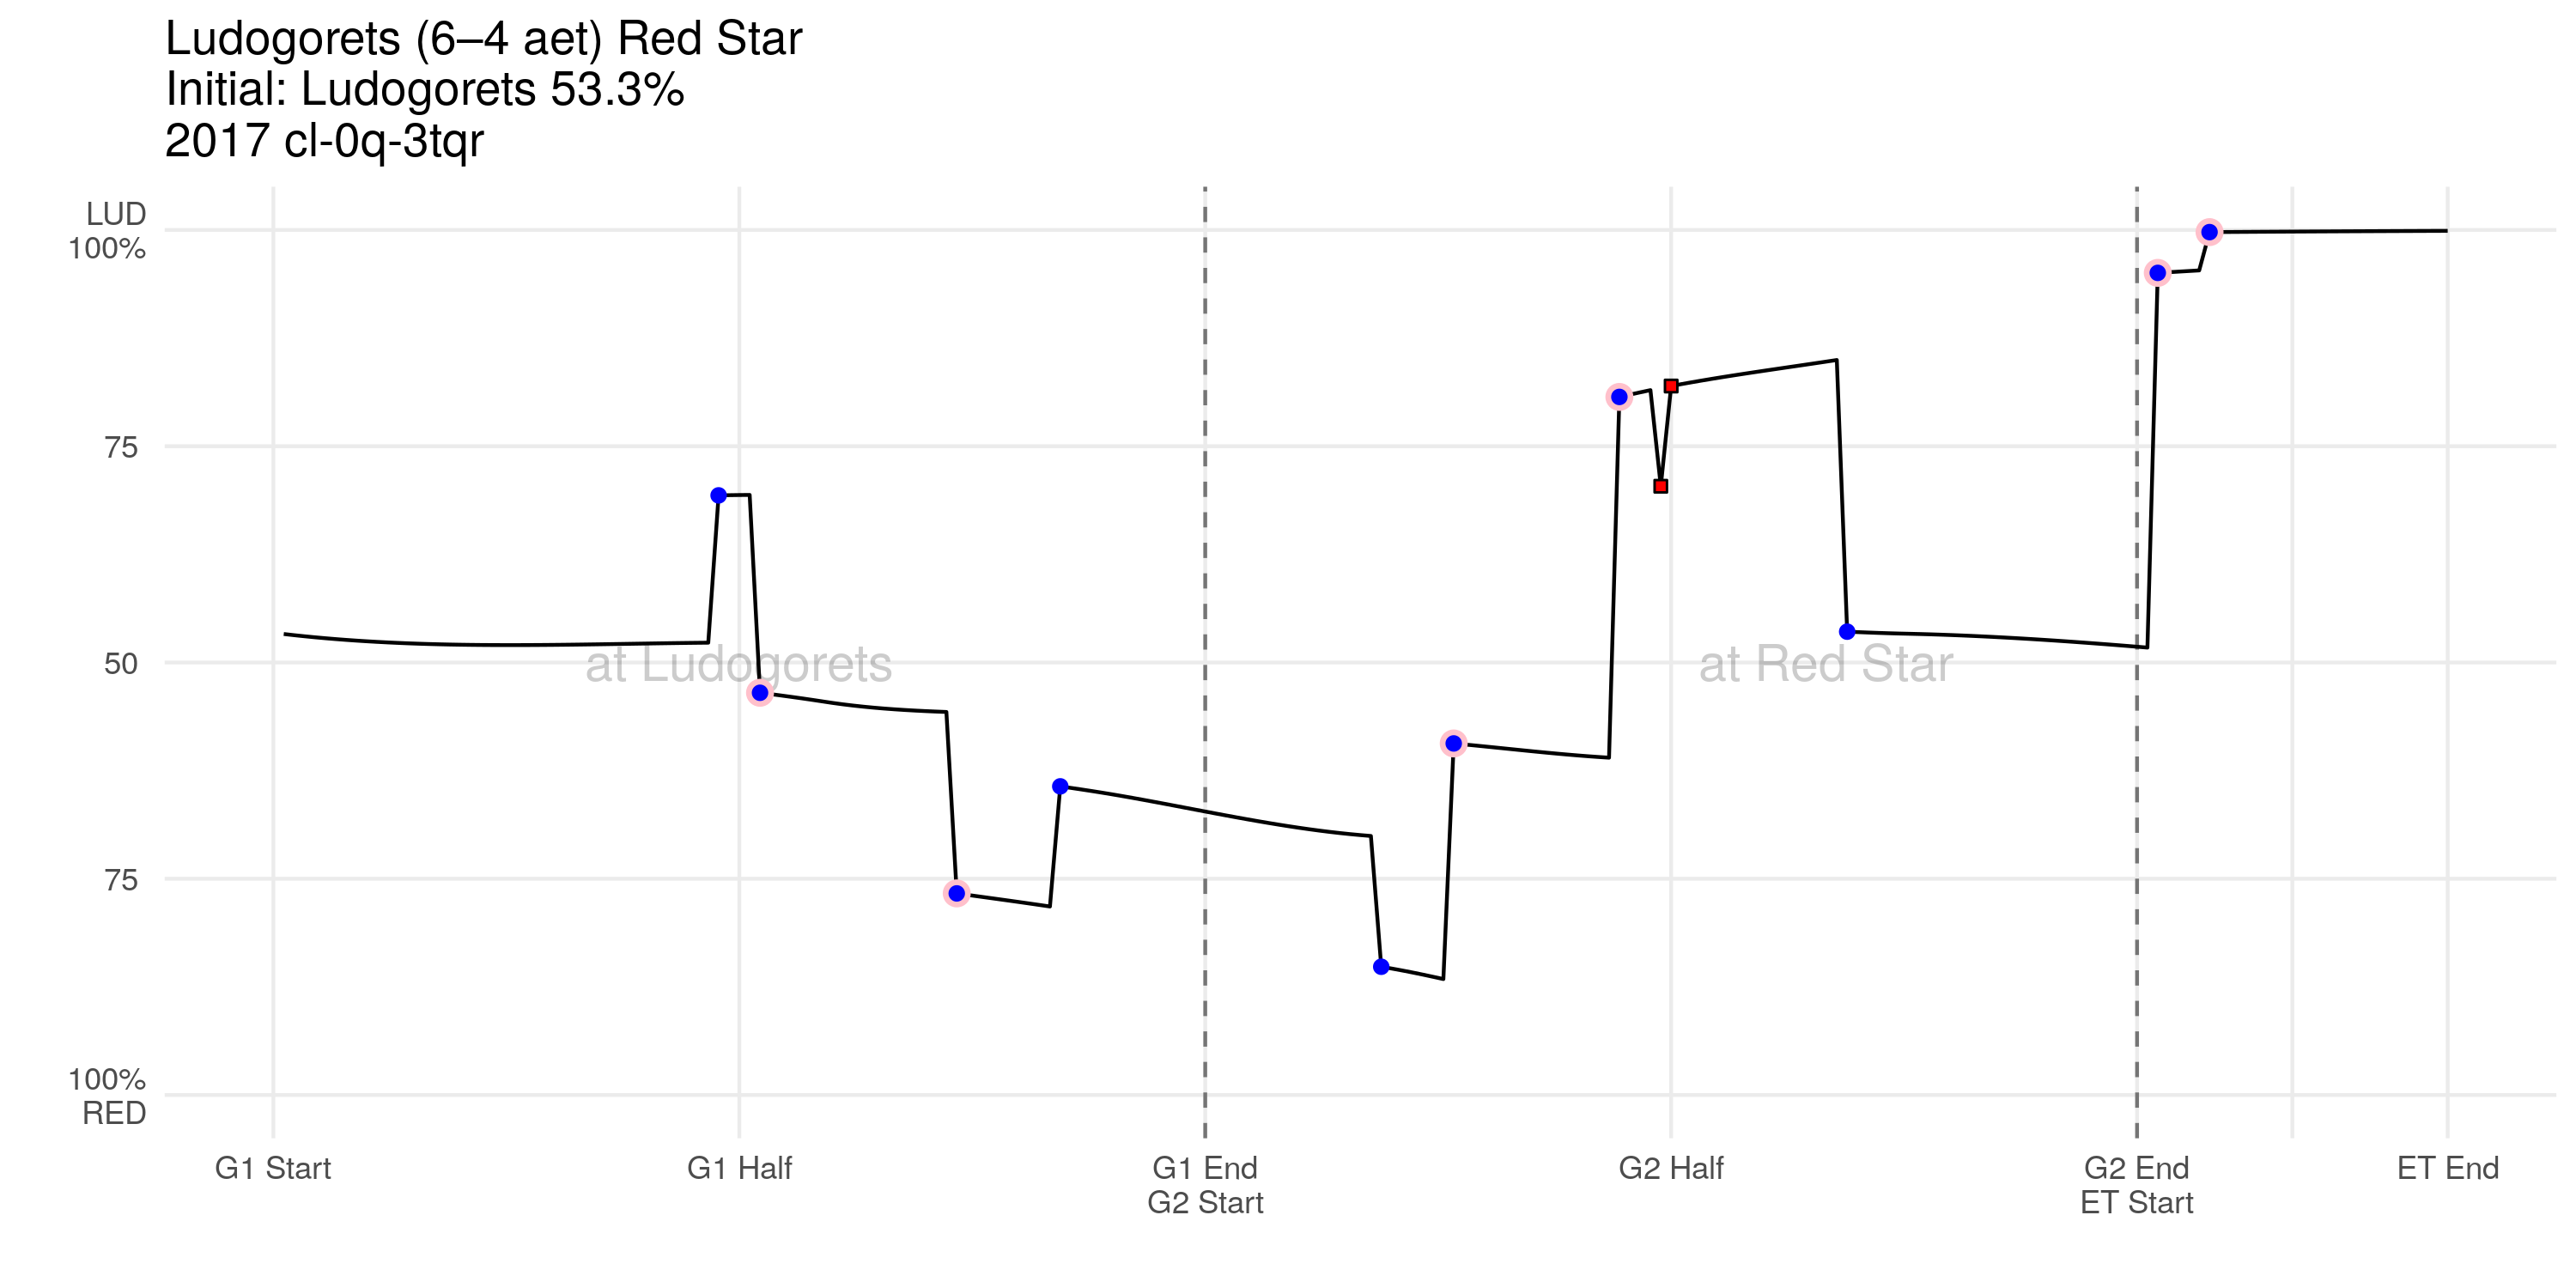 Ludogorets (6–4 aet) Red Star
Initial: Ludogorets 53.3%
2017 cl-0q-3tqr
LUD
100%
75
50
75
100%
RED
at Ludogorets
at Red Star
G1 Start
G1 Half
G1 End
G2 Start
G2 Half
G2 End
ET Start
ET End